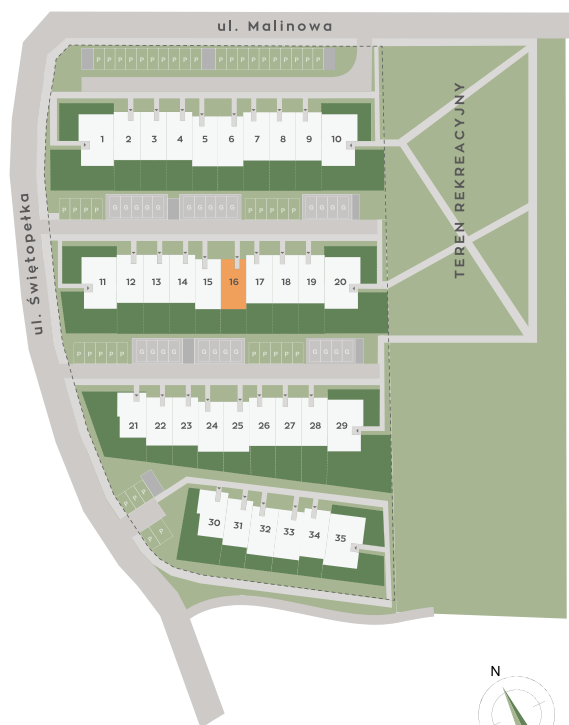 ul. Malinowa
P P P P P P P P P P P P P P P P P P P P
1 2 3 4 5 6 7 8 9 10
P P P P G G G G G G G G G G P P P P P G G G G
11 12 13 14 15 16 17 18 19 20
P P P P P G G G G G G G G P P P P P G G G G
21 22 23 24 25 26 27 28 29
P P P
P P
30 31 32 33 34 35
ul. Świętopełka
TEREN REKREACYJNY
N